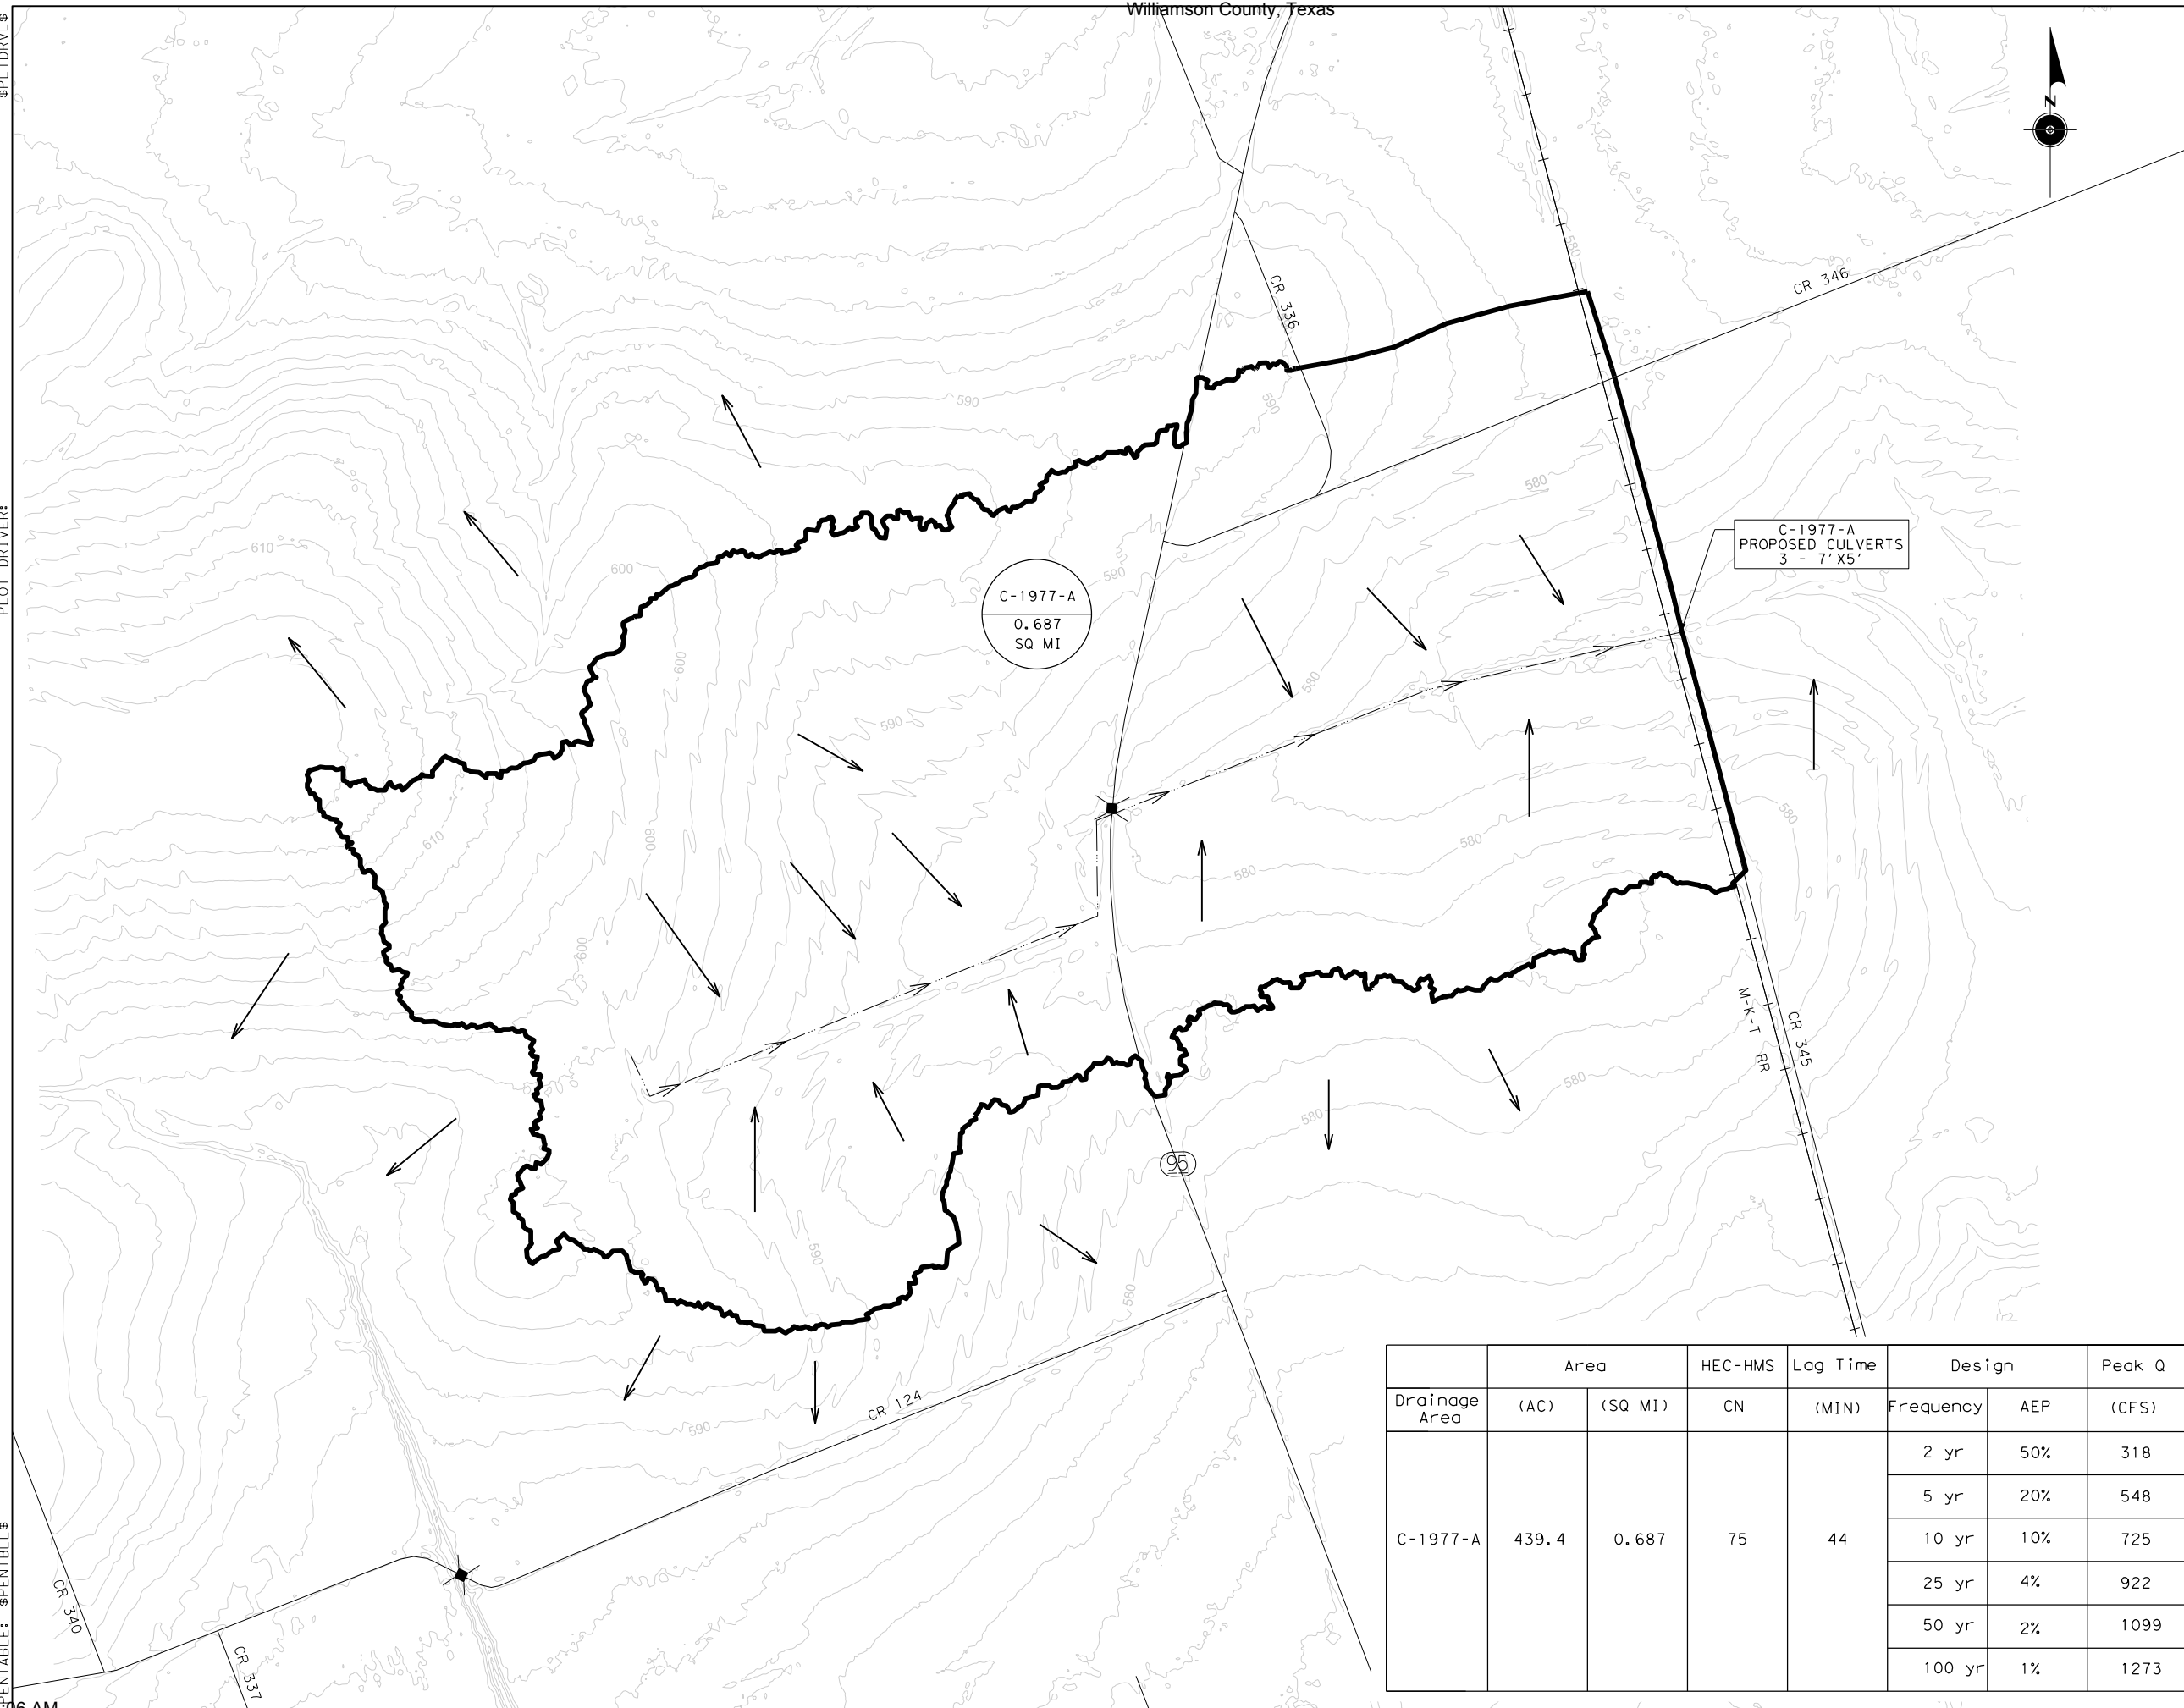 Williamson County, Texas
$PLTDRVL$
PLOT DRIVER:
PENTABLE: $PENTBLL$
:06 AM
N
CR 346
580
CR 336
590
590
580
C-1977-A
PROPOSED CULVERTS
3 - 7'X5'
610
600
C-1977-A
0.687
SQ MI
590
600
580
590
610
600
580
580
580
600
M-K-T RR
CR 345
580
580
95
590
580
CR 124
590
CR 340
CR 337
Area HEC-HMS Lag Time Design Peak Q
Drainage Area (AC) (SQ MI) CN (MIN) Frequency AEP (CFS)
C-1977-A 439.4 0.687 75 44
2 yr 50% 318
5 yr 20% 548
10 yr 10% 725
25 yr 4% 922
50 yr 2% 1099
100 yr 1% 1273